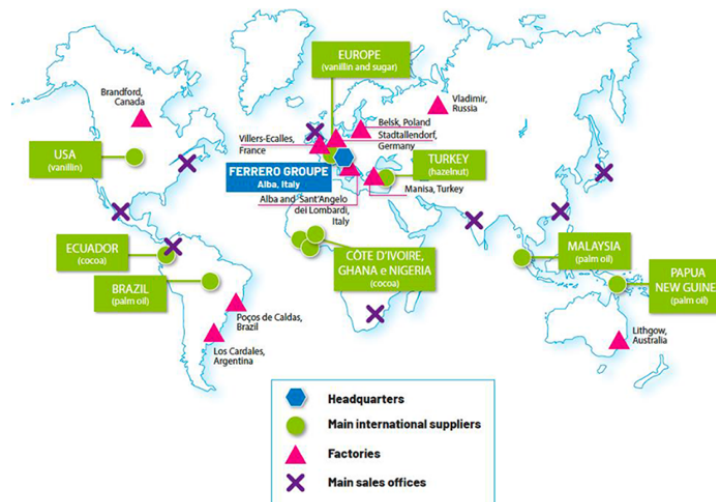 EUROPE
(vanillin and sugar)
Brandford,
Canada
Vladimir,
Russia
Belsk, Poland
Stadtallendorf,
Germany
Villers-Ecalles,
France
USA
(vanillin)
FERRERO GROUPE
Alba, Italy
TURKEY
(hazelnut)
Manisa, Turkey
Alba and Sant'Angelo
dei Lombardi,
Italy
ECUADOR
(cocoa)
CÔTE D'IVOIRE,
GHANA e NIGERIA
(cocoa)
MALAYSIA
(palm oil)
BRAZIL
(palm oil)
PAPUA
NEW GUINE
(palm oil)
Poços de Caldas,
Brazil
Los Cardales,
Argentina
Lithgow,
Australia
Headquarters
Main international suppliers
Factories
Main sales offices